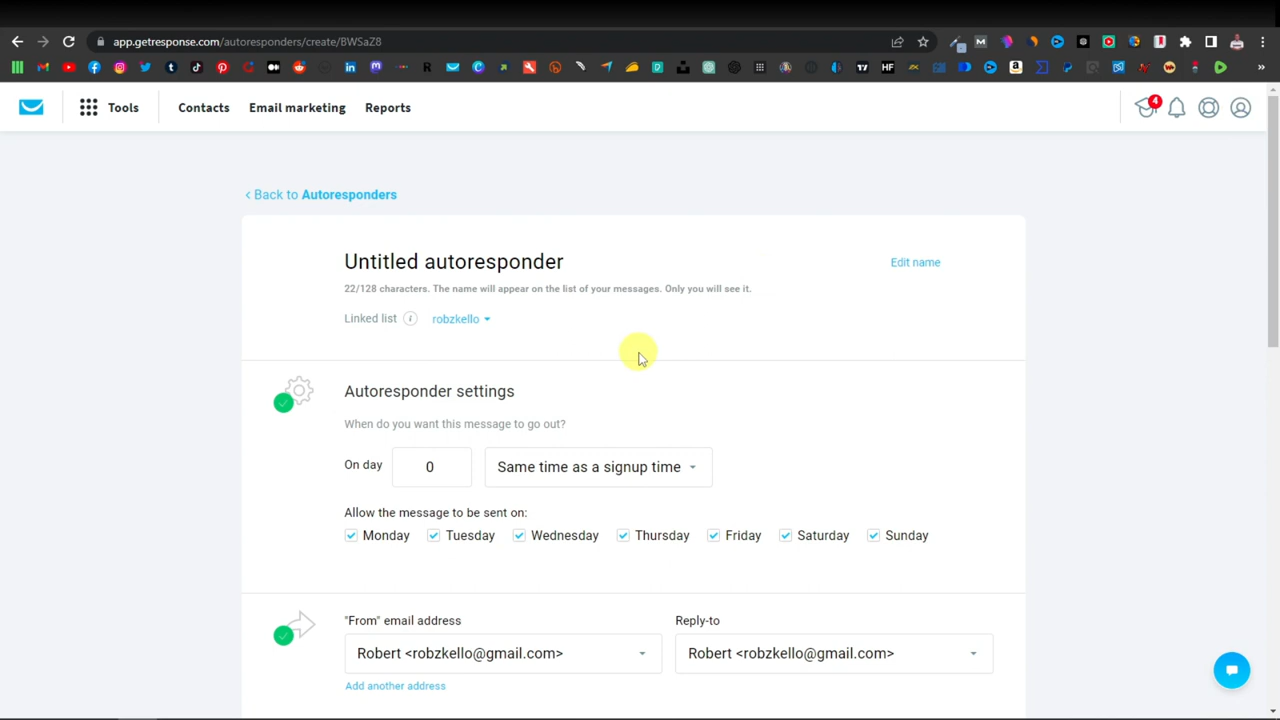 app.getresponse.com/autoresponders/create/BWSaZ8
Tools
Contacts
Email marketing
Reports
4
< Back to Autoresponders
Untitled autoresponder
Edit name
22/128 characters. The name will appear on the list of your messages. Only you will see it.
Linked list i robzkello
Autoresponder settings
When do you want this message to go out?
On day 0 Same time as a signup time
Allow the message to be sent on:
Monday Tuesday Wednesday Thursday Friday Saturday Sunday
"From" email address
Reply-to
Robert <robzkello@gmail.com>
Robert <robzkello@gmail.com>
Add another address